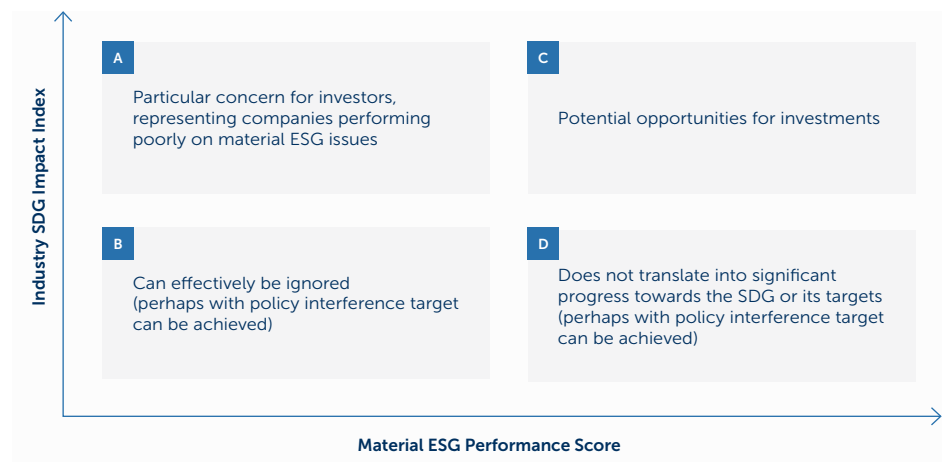 Industry SDG Impact Index
A
Particular concern for investors,
representing companies performing
poorly on material ESG issues
C
Potential opportunities for investments
B
Can effectively be ignored
(perhaps with policy interference target
can be achieved)
D
Does not translate into significant
progress towards the SDG or its targets
(perhaps with policy interference target
can be achieved)
Material ESG Performance Score